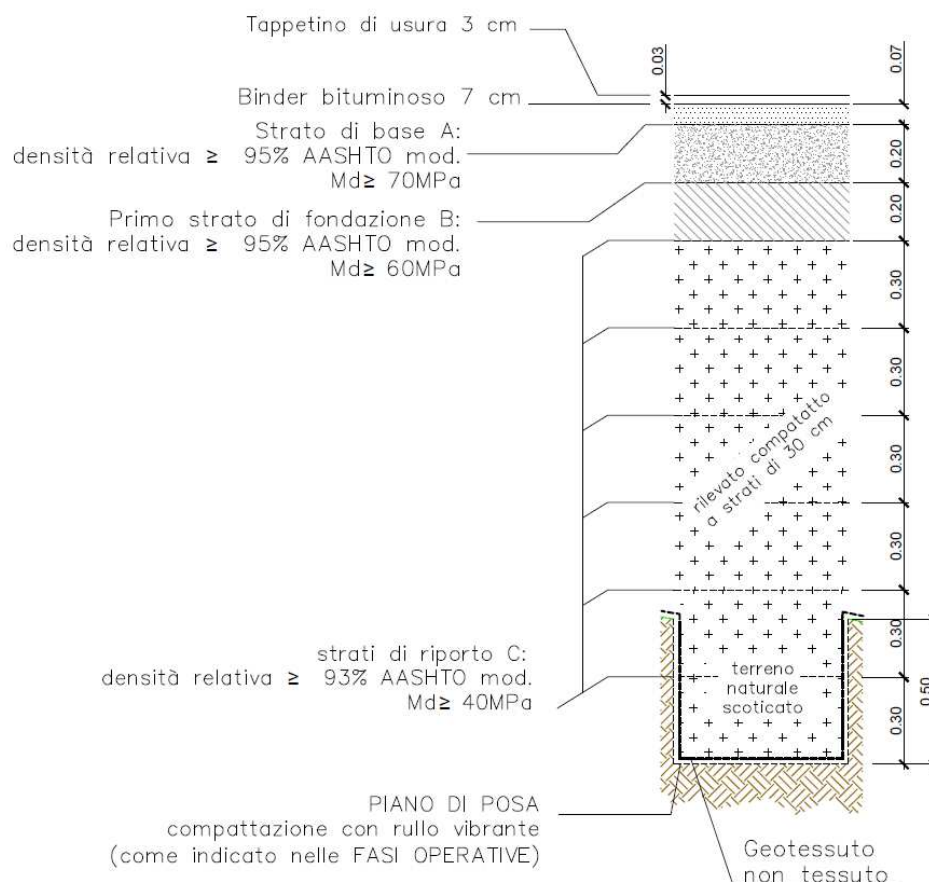 Tappetino di usura 3 cm
0.03
0.07
Binder bituminoso 7 cm
Strato di base A:
densità relativa ≥ 95% AASHTO mod.
Md≥ 70MPa
0.20
Primo strato di fondazione B:
densità relativa ≥ 95% AASHTO mod.
Md≥ 60MPa
0.20
0.30
0.30
0.30
rilevato compatatto
a strati di 30 cm
0.30
0.30
strati di riporto C:
densità relativa ≥ 93% AASHTO mod.
Md≥ 40MPa
terreno
naturale
scoticato
0.30
0.50
PIANO DI POSA
compattazione con rullo vibrante
(come indicato nelle FASI OPERATIVE)
Geotessuto
non tessuto